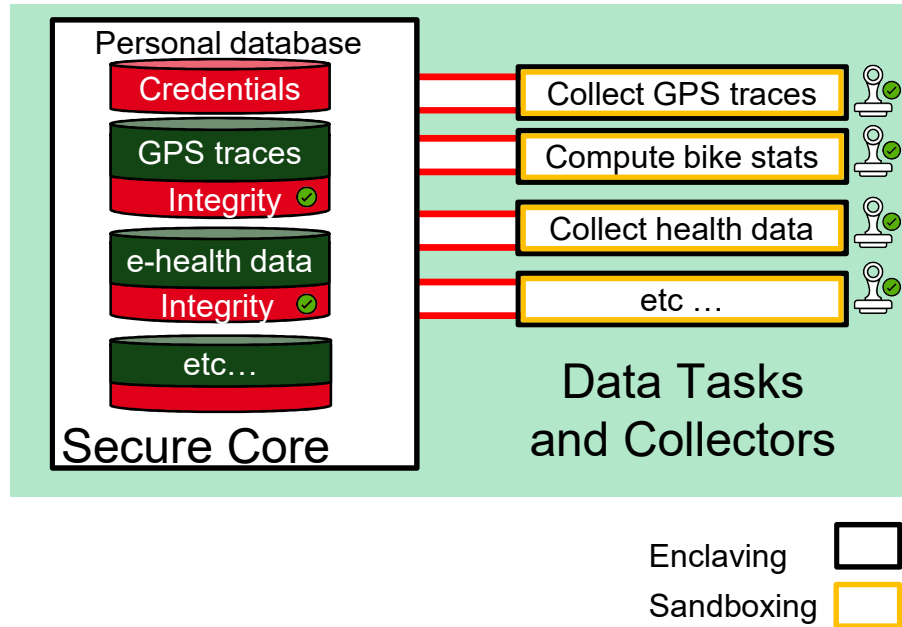 Personal database
Credentials
GPS traces
Integrity
e-health data
Integrity
etc…
Secure Core
Collect GPS traces
Compute bike stats
Collect health data
etc …
Data Tasks
and Collectors
Enclaving
Sandboxing